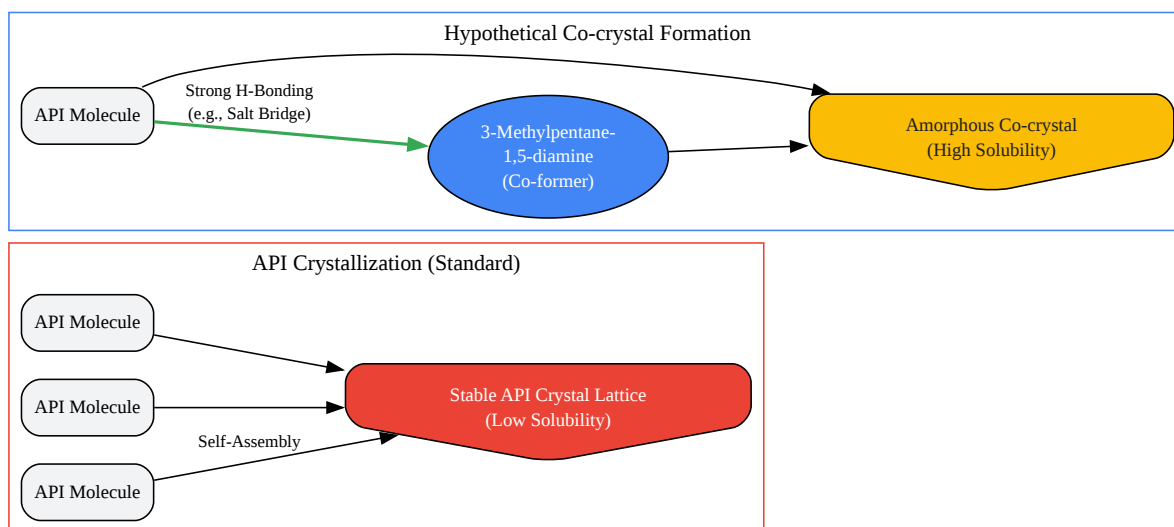 Hypothetical Co-crystal Formation
API Molecule
Strong H-Bonding
(e.g., Salt Bridge)
3-Methylpentane-
1,5-diamine
(Co-former)
Amorphous Co-crystal
(High Solubility)
API Crystallization (Standard)
API Molecule
API Molecule
API Molecule
Self-Assembly
Stable API Crystal Lattice
(Low Solubility)